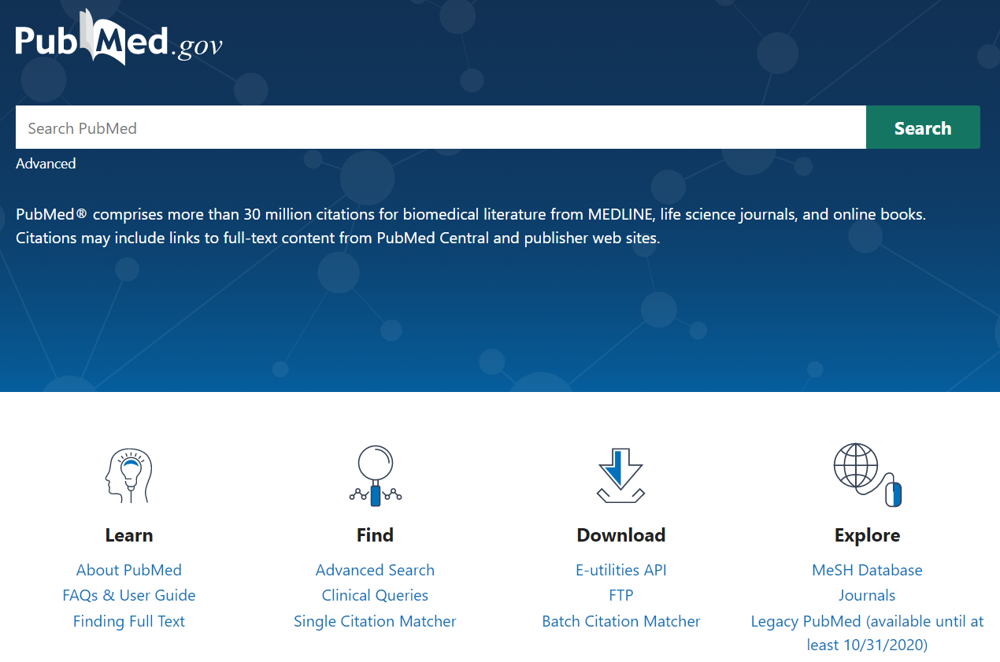 PubMed.gov
Search PubMed
Search
Advanced
PubMed® comprises more than 30 million citations for biomedical literature from MEDLINE, life science journals, and online books.
Citations may include links to full-text content from PubMed Central and publisher web sites.
Learn
About PubMed
FAQs & User Guide
Finding Full Text
Find
Advanced Search
Clinical Queries
Single Citation Matcher
Download
E-utilities API
FTP
Batch Citation Matcher
Explore
MeSH Database
Journals
Legacy PubMed (available until at
least 10/31/2020)